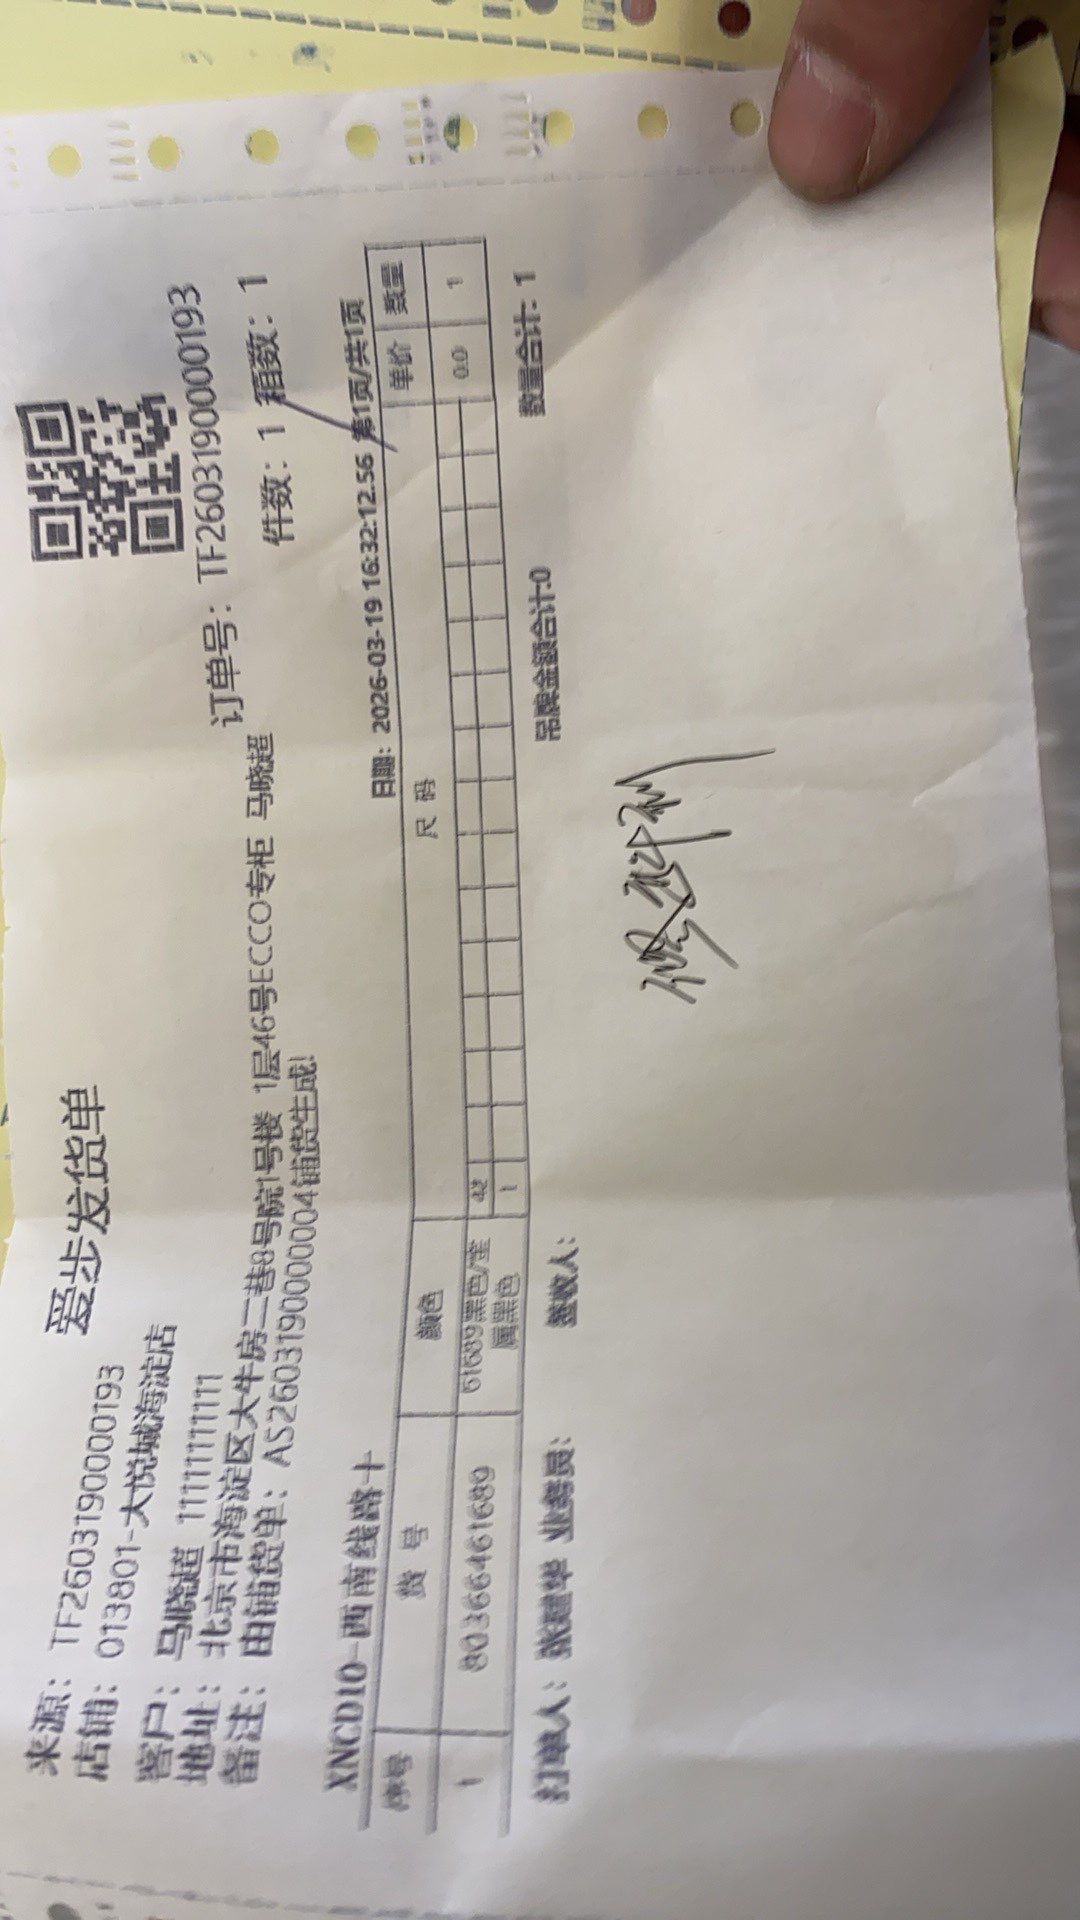 爱步发货单
来源：TF260319000193
店铺：013801-大悦城海淀店
订单号：TF260319000193
客户：马晓超 11111111111
件数：1 箱数：1
地址：北京市海淀区大牛房二巷8号院1号楼 1层46号ECCO专柜 马晓超
备注：由铺货单：AS260319000004铺货生成!
XNCD10-西南线路十
日期：2026-03-19 16:32:12.56 第1页/共1页
序号 货 号 颜色 尺 码 单价 数量
1 80366461689 61689黑色/金属黑色 42 0.0 1
1
打单人：张建华 业务员： 签收人： 吊牌金额合计:0 数量合计：1